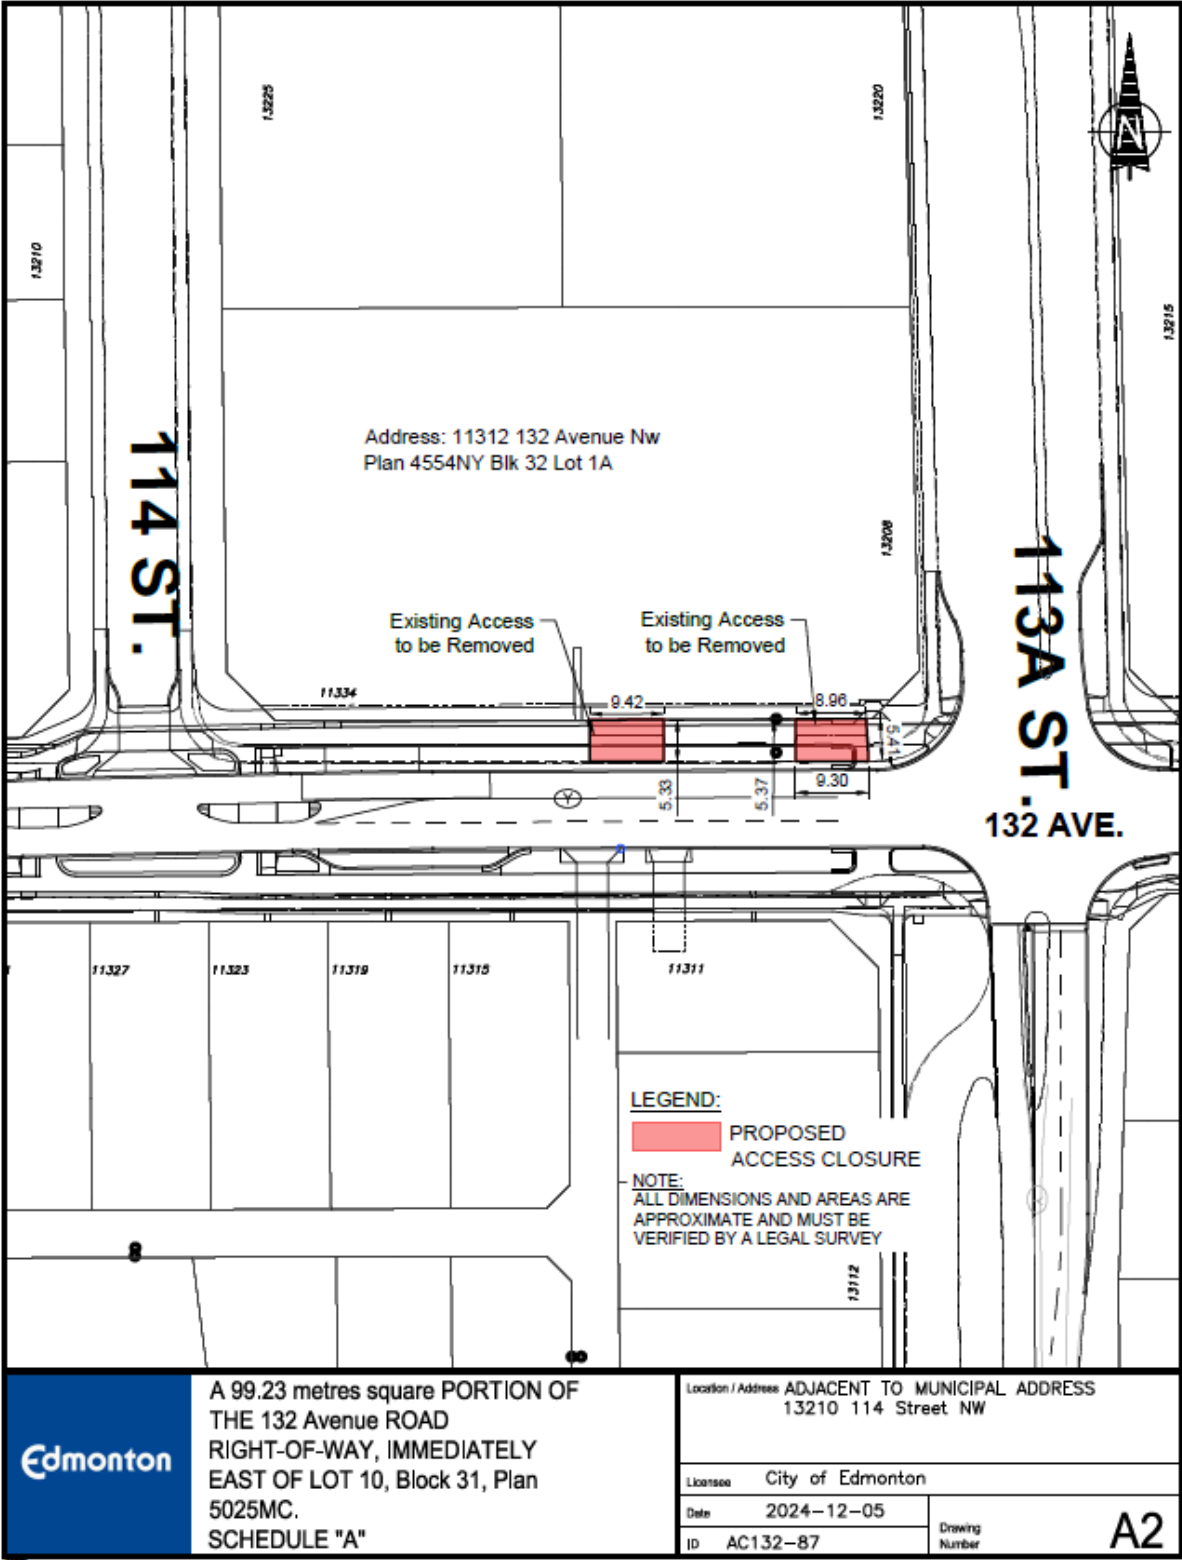 13225
13220
N
13210
13215
Address: 11312 132 Avenue Nw
Plan 4554NY Blk 32 Lot 1A
114 ST.
13208
113A ST.
Existing Access
to be Removed
Existing Access
to be Removed
11334
9.42
8.96
5.41
5.33
5.37
9.30
Y
132 AVE.
11327
11323
11319
11315
11311
LEGEND:
PROPOSED
ACCESS CLOSURE
NOTE:
ALL DIMENSIONS AND AREAS ARE
APPROXIMATE AND MUST BE
VERIFIED BY A LEGAL SURVEY
13112
Edmonton
A 99.23 metres square PORTION OF
THE 132 Avenue ROAD
RIGHT-OF-WAY, IMMEDIATELY
EAST OF LOT 10, Block 31, Plan
5025MC.
SCHEDULE "A"
Location / Address ADJACENT TO MUNICIPAL ADDRESS
13210 114 Street NW
Licensee City of Edmonton
Date 2024-12-05
ID AC132-87
Drawing
Number
A2